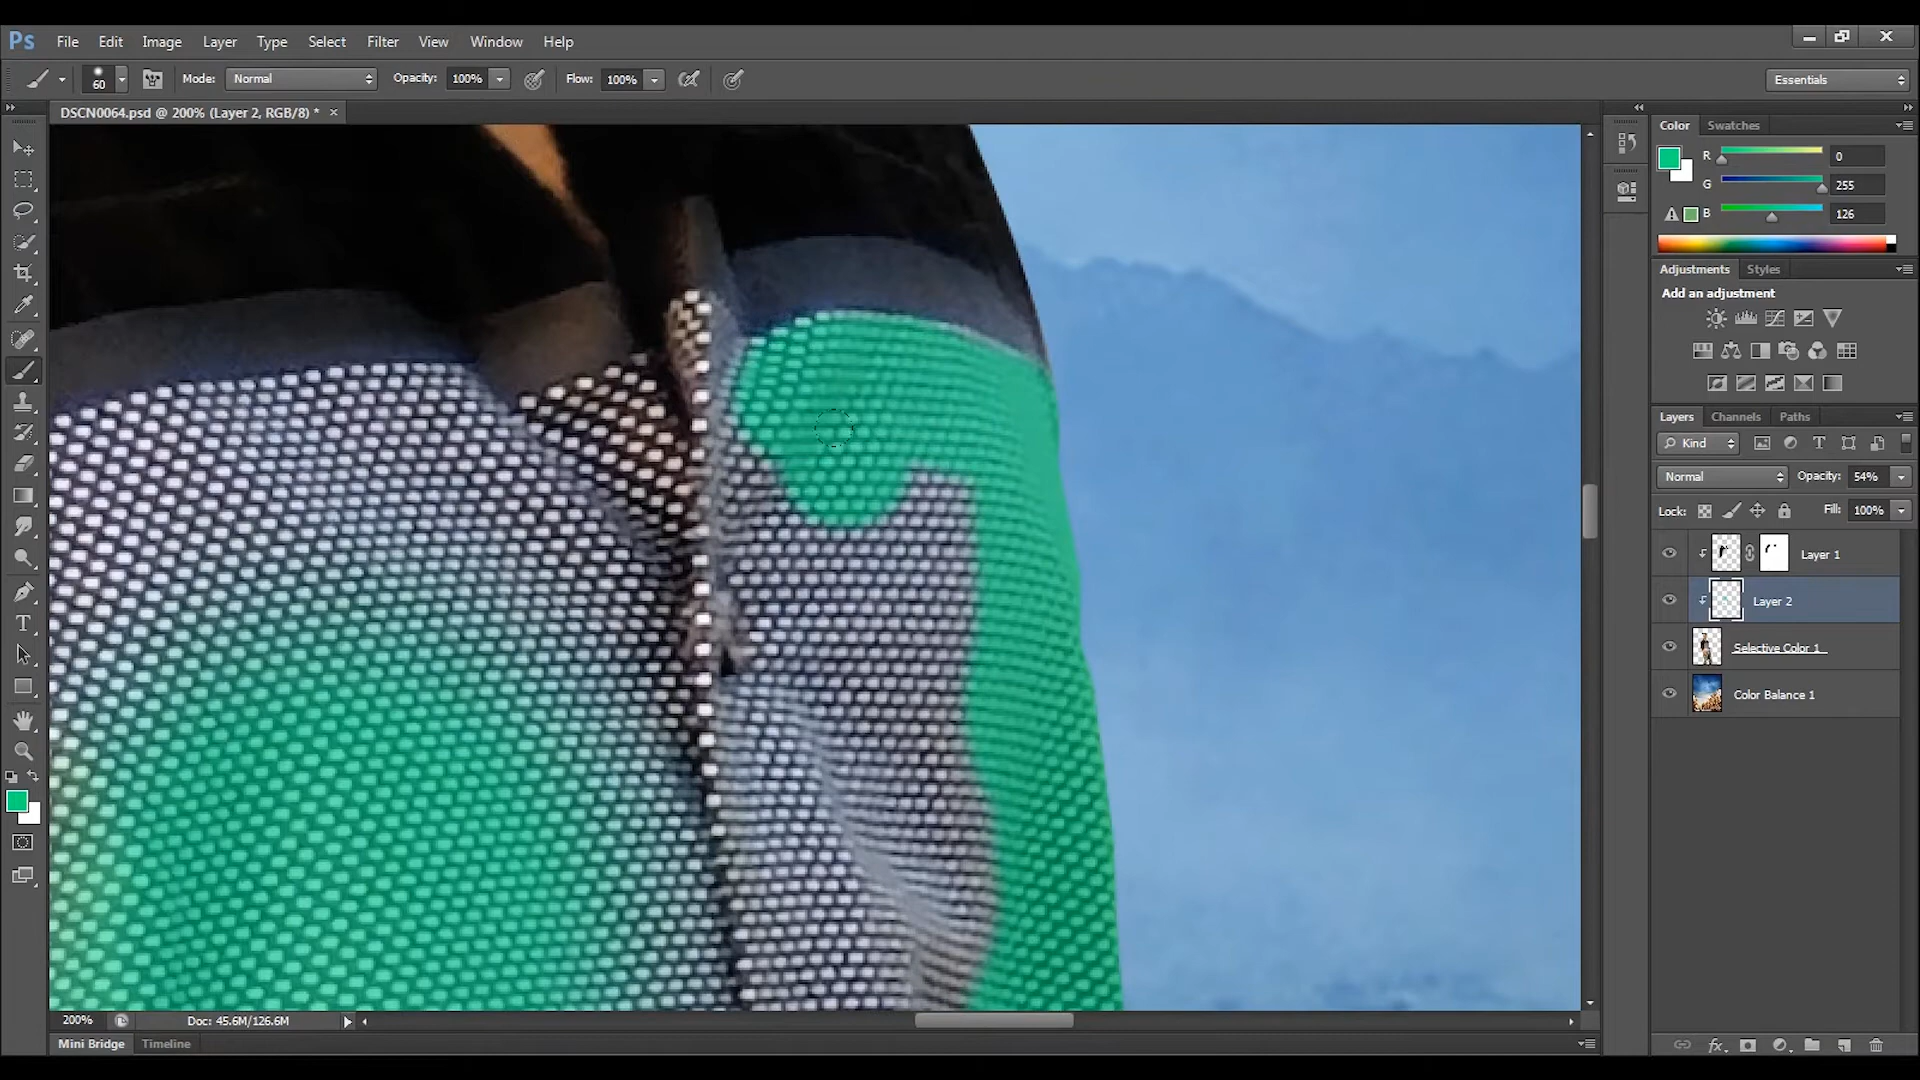 Ps File Edit Image Layer Type Select Filter View Window Help
60 Mode: Normal Opacity: 100% Flow: 100% Essentials
DSCN0064.psd @ 200% (Layer 2, RGB/8) * ×
Color Swatches
R 0
G 255
B 126
Adjustments Styles
Add an adjustment
Layers Channels Paths
Kind
Normal Opacity: 54%
Lock: Fill: 100%
Layer 1
Layer 2
Selective Color 1
Color Balance 1
200% Doc: 45.6M/126.6M
Mini Bridge Timeline